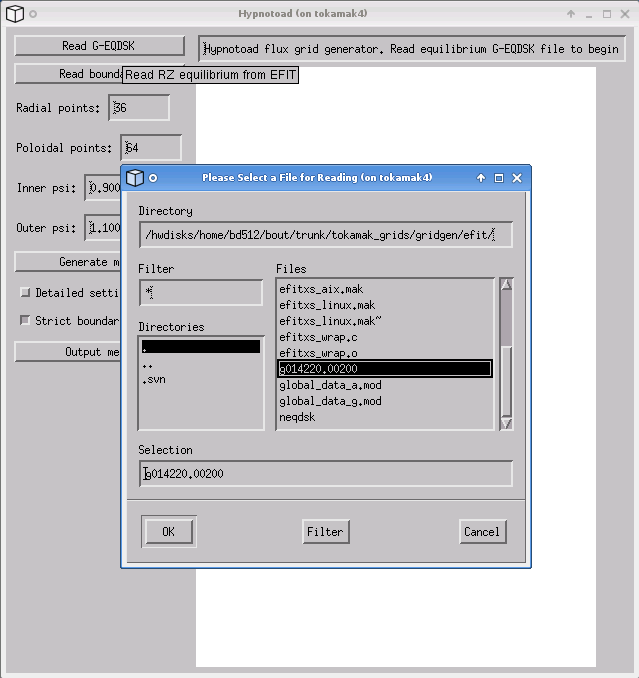 Hypnotoad (on tokamak4)
Read G-EQDSK
Hypnotoad flux grid generator. Read equilibrium G-EQDSK file to begin
Read bounda
Read RZ equilibrium from EFIT
Radial points: 36
Poloidal points: 64
Inner psi: 0.900
Outer psi: 1.100
Generate m
Detailed setti
Strict boundar
Output me
Please Select a File for Reading (on tokamak4)
Directory
/hwdisks/home/bd512/bout/trunk/tokamak_grids/gridgen/efit/
Filter
*
Directories
.
..
.svn
Files
efitxs_aix.mak
efitxs_linux.mak
efitxs_linux.mak~
efitxs_wrap.c
efitxs_wrap.o
g014220.00200
global_data_a.mod
global_data_g.mod
neqdsk
Selection
g014220.00200
OK
Filter
Cancel